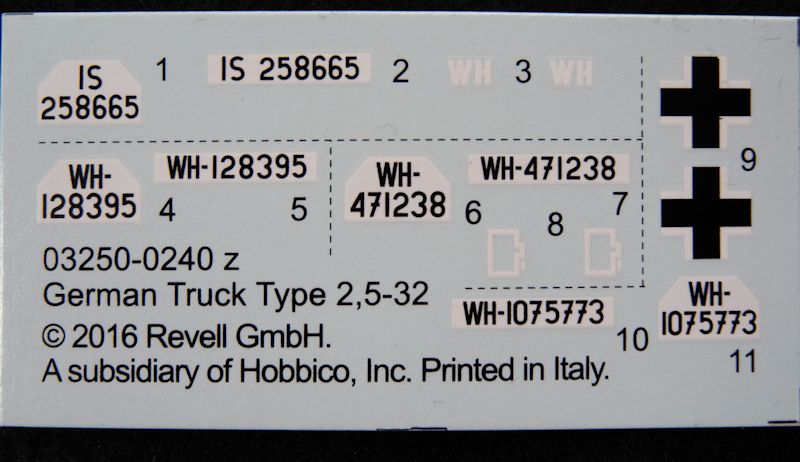 IS
258665
1
IS 258665
2
WH
3
WH
WH-
128395
4
WH-128395
5
WH-
471238
6
WH-471238
7
8
9
03250-0240 z
German Truck Type 2,5-32
© 2016 Revell GmbH.
A subsidiary of Hobbico, Inc. Printed in Italy.
WH-1075773
10
WH-
1075773
11